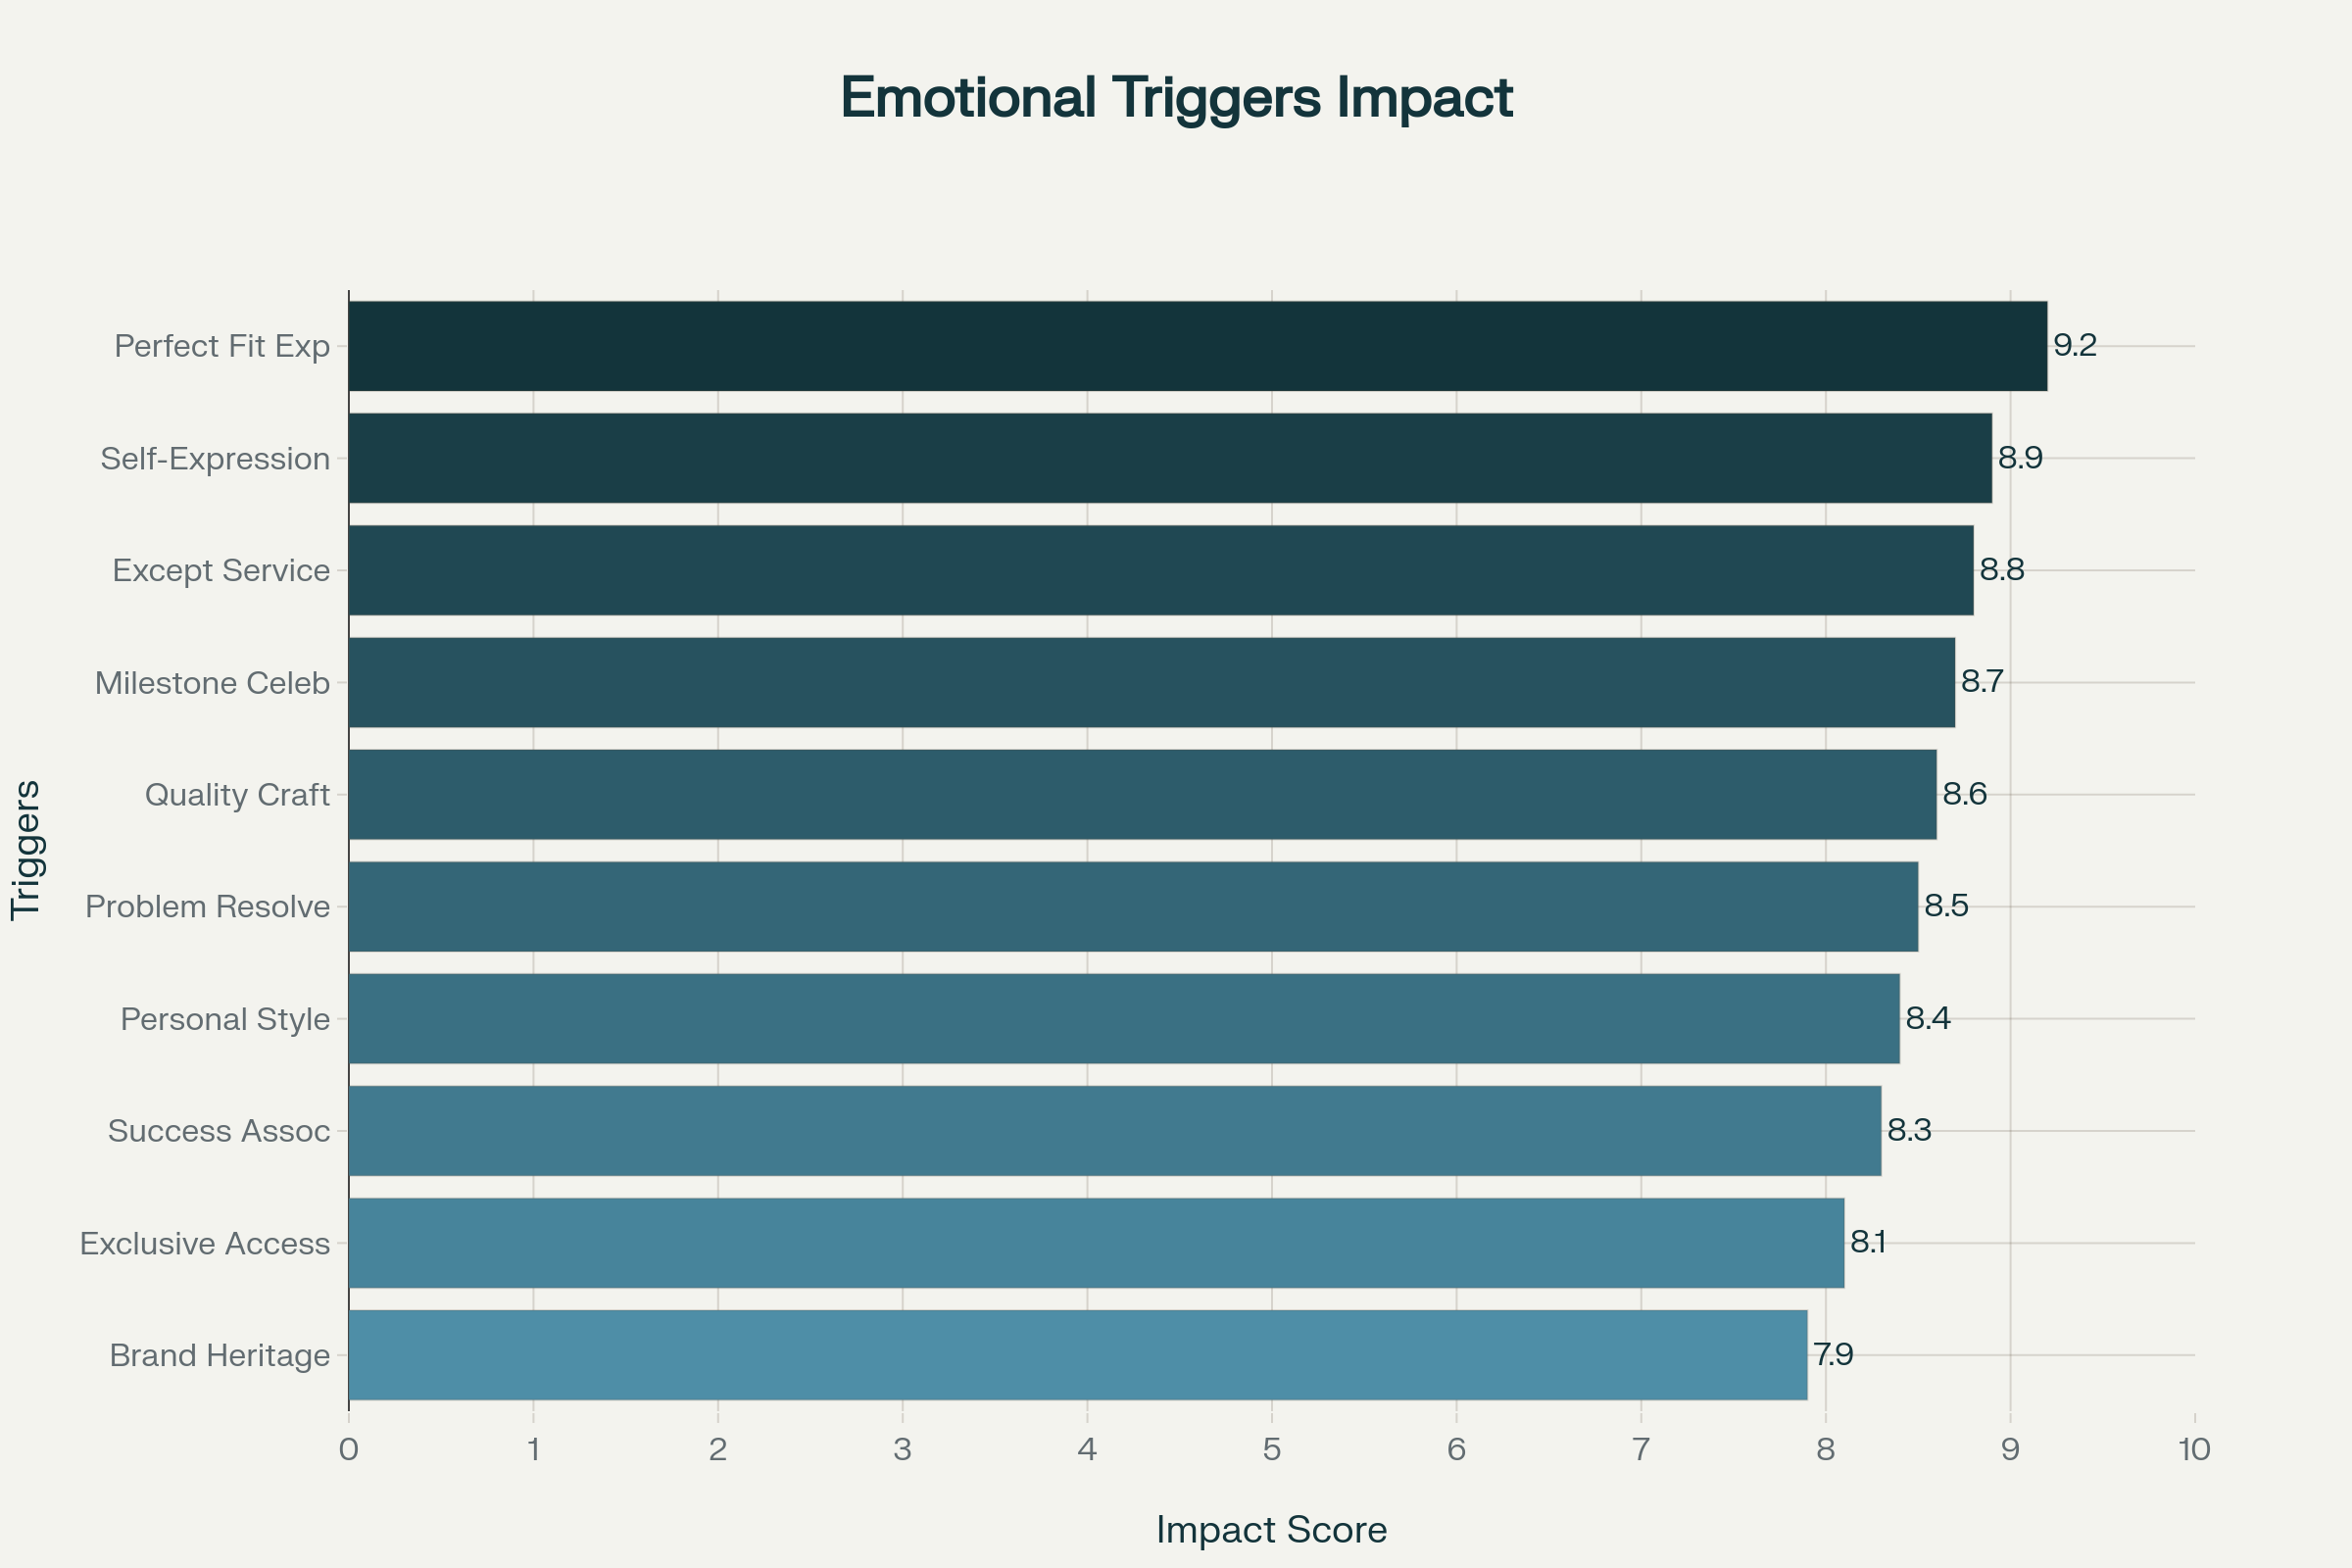 Emotional Triggers Impact
Perfect Fit Exp 9.2
Self-Expression 8.9
Except Service 8.8
Milestone Celeb 8.7
Quality Craft 8.6
Problem Resolve 8.5
Personal Style 8.4
Success Assoc 8.3
Exclusive Access 8.1
Brand Heritage 7.9
Triggers
0 1 2 3 4 5 6 7 8 9 10
Impact Score